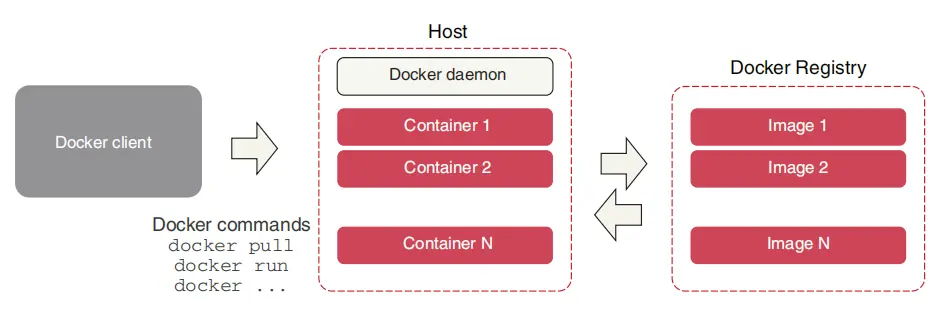 Docker client
Docker commands
docker pull
docker run
docker ...
Host
Docker daemon
Container 1
Container 2
Container N
Docker Registry
Image 1
Image 2
Image N